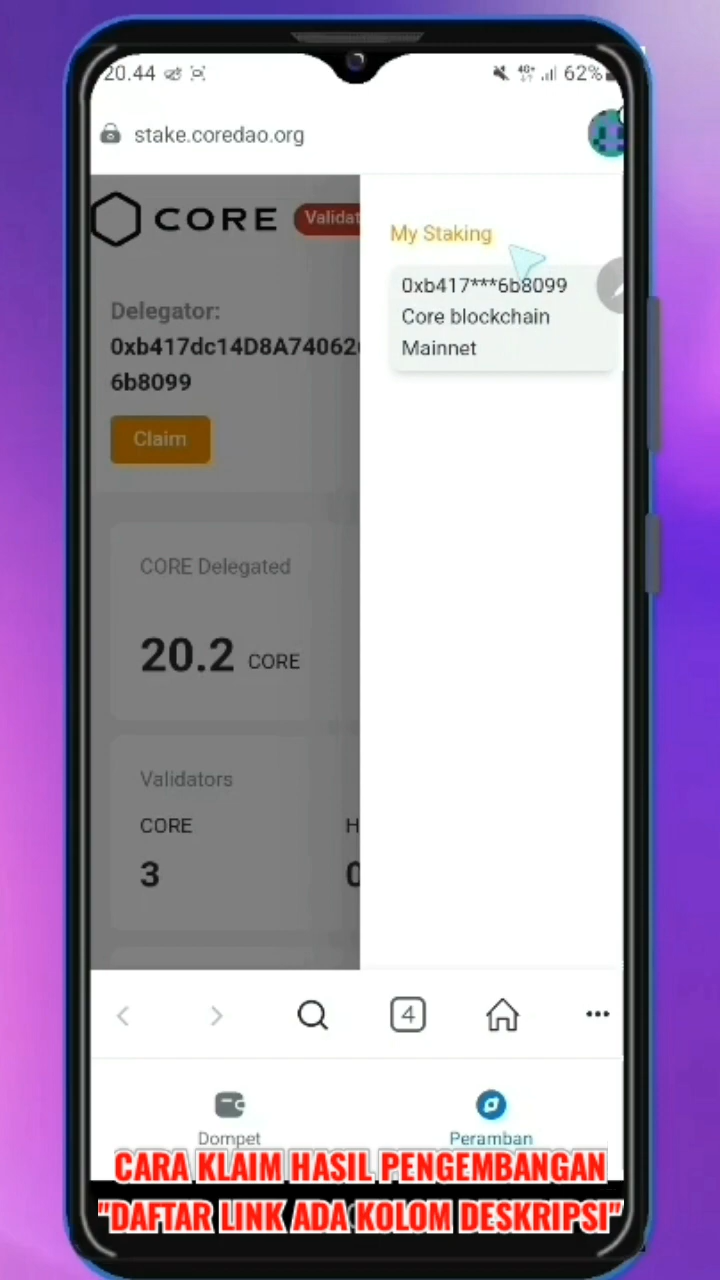 20.44
62%
stake.coredao.org
CORE
Validat
My Staking
0xb417***6b8099
Core blockchain
Mainnet
Delegator:
0xb417dc14D8A74062
6b8099
Claim
CORE Delegated
20.2 CORE
Validators
CORE
H
3
0
4
Dompet
Peramban
CARA KLAIM HASIL PENGEMBANGAN
"DAFTAR LINK ADA KOLOM DESKRIPSI"